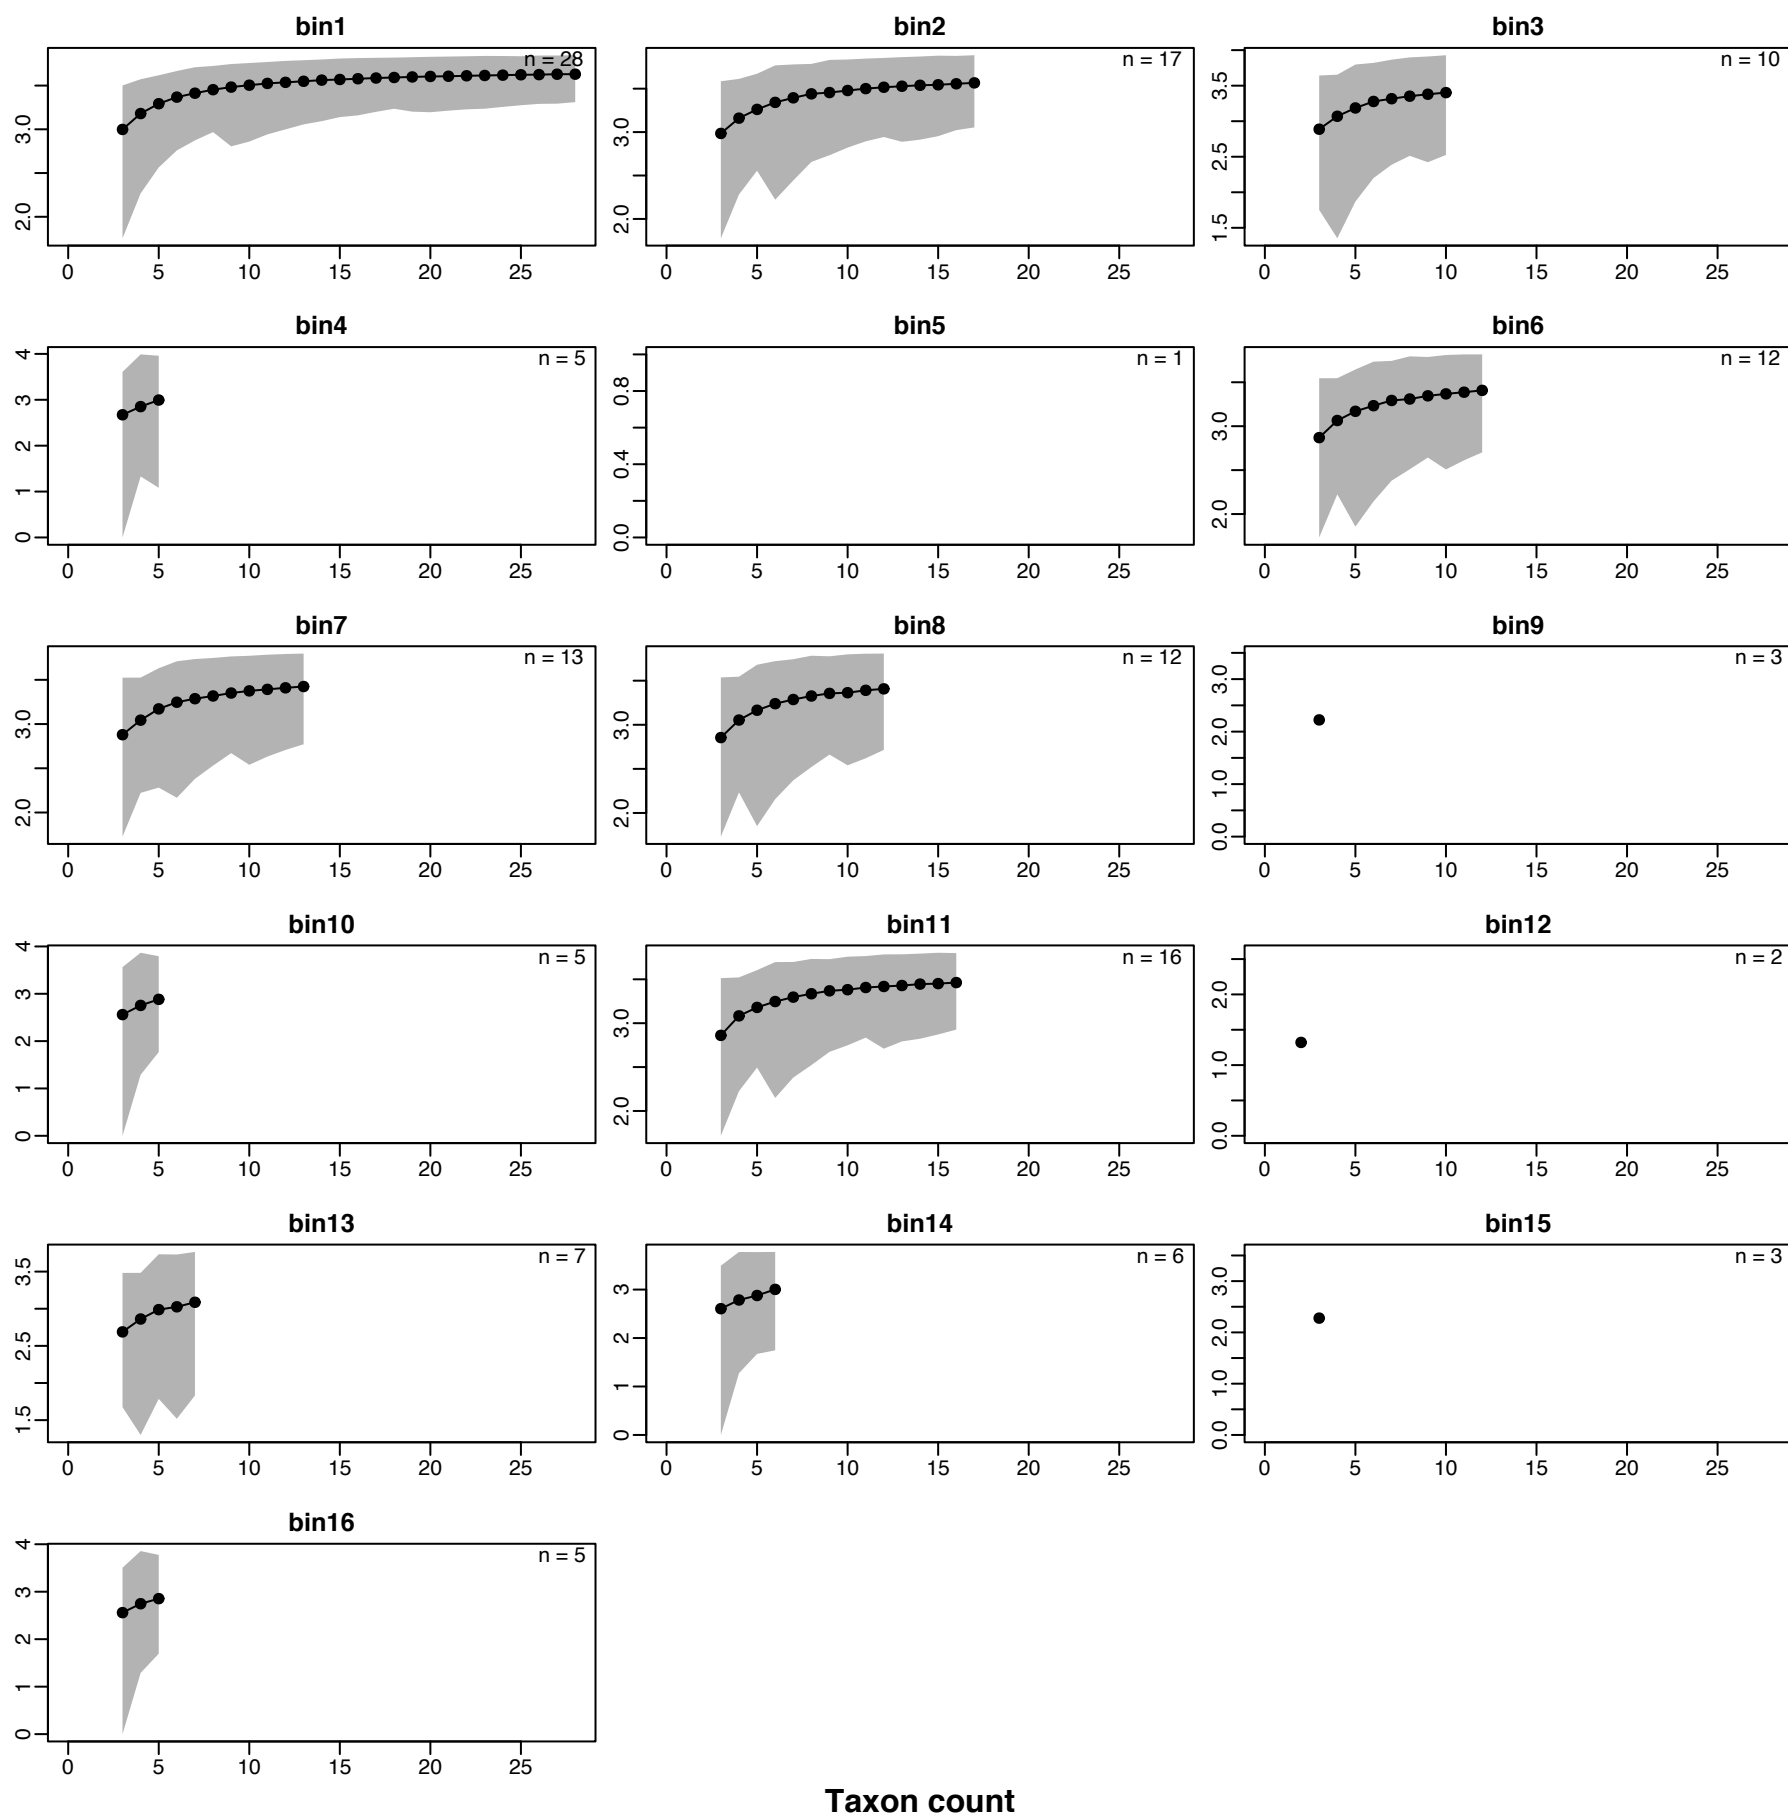 bin1 bin2 bin3
n = 28 n = 17 n = 10
2.0 3.0
0 5 10 15 20 25
2.0 3.0
0 5 10 15 20 25
1.5 2.5 3.5
0 5 10 15 20 25
bin4 bin5 bin6
n = 5 n = 1 n = 12
0 1 2 3 4
0 5 10 15 20 25
0.0 0.4 0.8
0 5 10 15 20 25
2.0 3.0
0 5 10 15 20 25
bin7 bin8 bin9
n = 13 n = 12 n = 3
2.0 3.0
0 5 10 15 20 25
2.0 3.0
0 5 10 15 20 25
0.0 1.0 2.0 3.0
0 5 10 15 20 25
bin10 bin11 bin12
n = 5 n = 16 n = 2
0 1 2 3 4
0 5 10 15 20 25
2.0 3.0
0 5 10 15 20 25
0.0 1.0 2.0
0 5 10 15 20 25
bin13 bin14 bin15
n = 7 n = 6 n = 3
1.5 2.5 3.5
0 5 10 15 20 25
0 1 2 3
0 5 10 15 20 25
0.0 1.0 2.0 3.0
0 5 10 15 20 25
bin16
n = 5
0 1 2 3 4
0 5 10 15 20 25
Taxon count